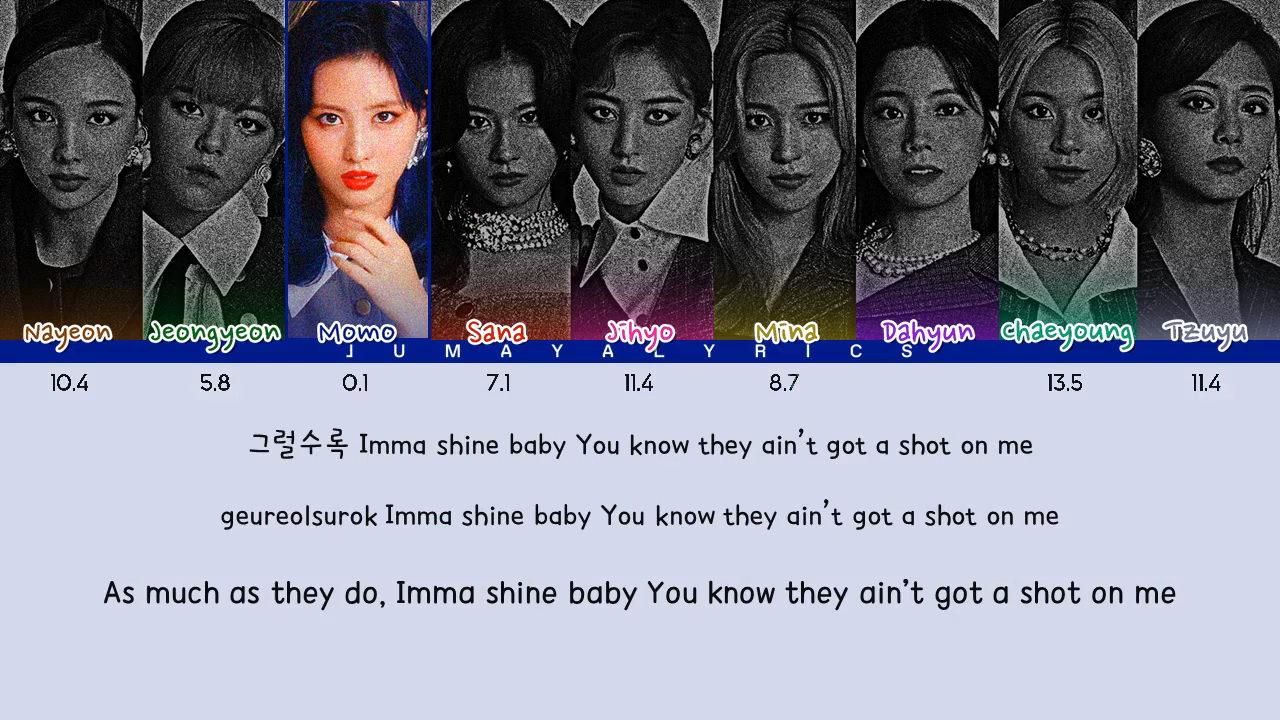 Nayeon Jeongyeon Momo Sana Jihyo Mina Dahyun Chaeyoung Tzuyu
J U M A Y A L Y R I C S
10.4 5.8 0.1 7.1 11.4 8.7 13.5 11.4
그럴수록 Imma shine baby You know they ain't got a shot on me
geureolsurok Imma shine baby You know they ain't got a shot on me
As much as they do, Imma shine baby You know they ain't got a shot on me